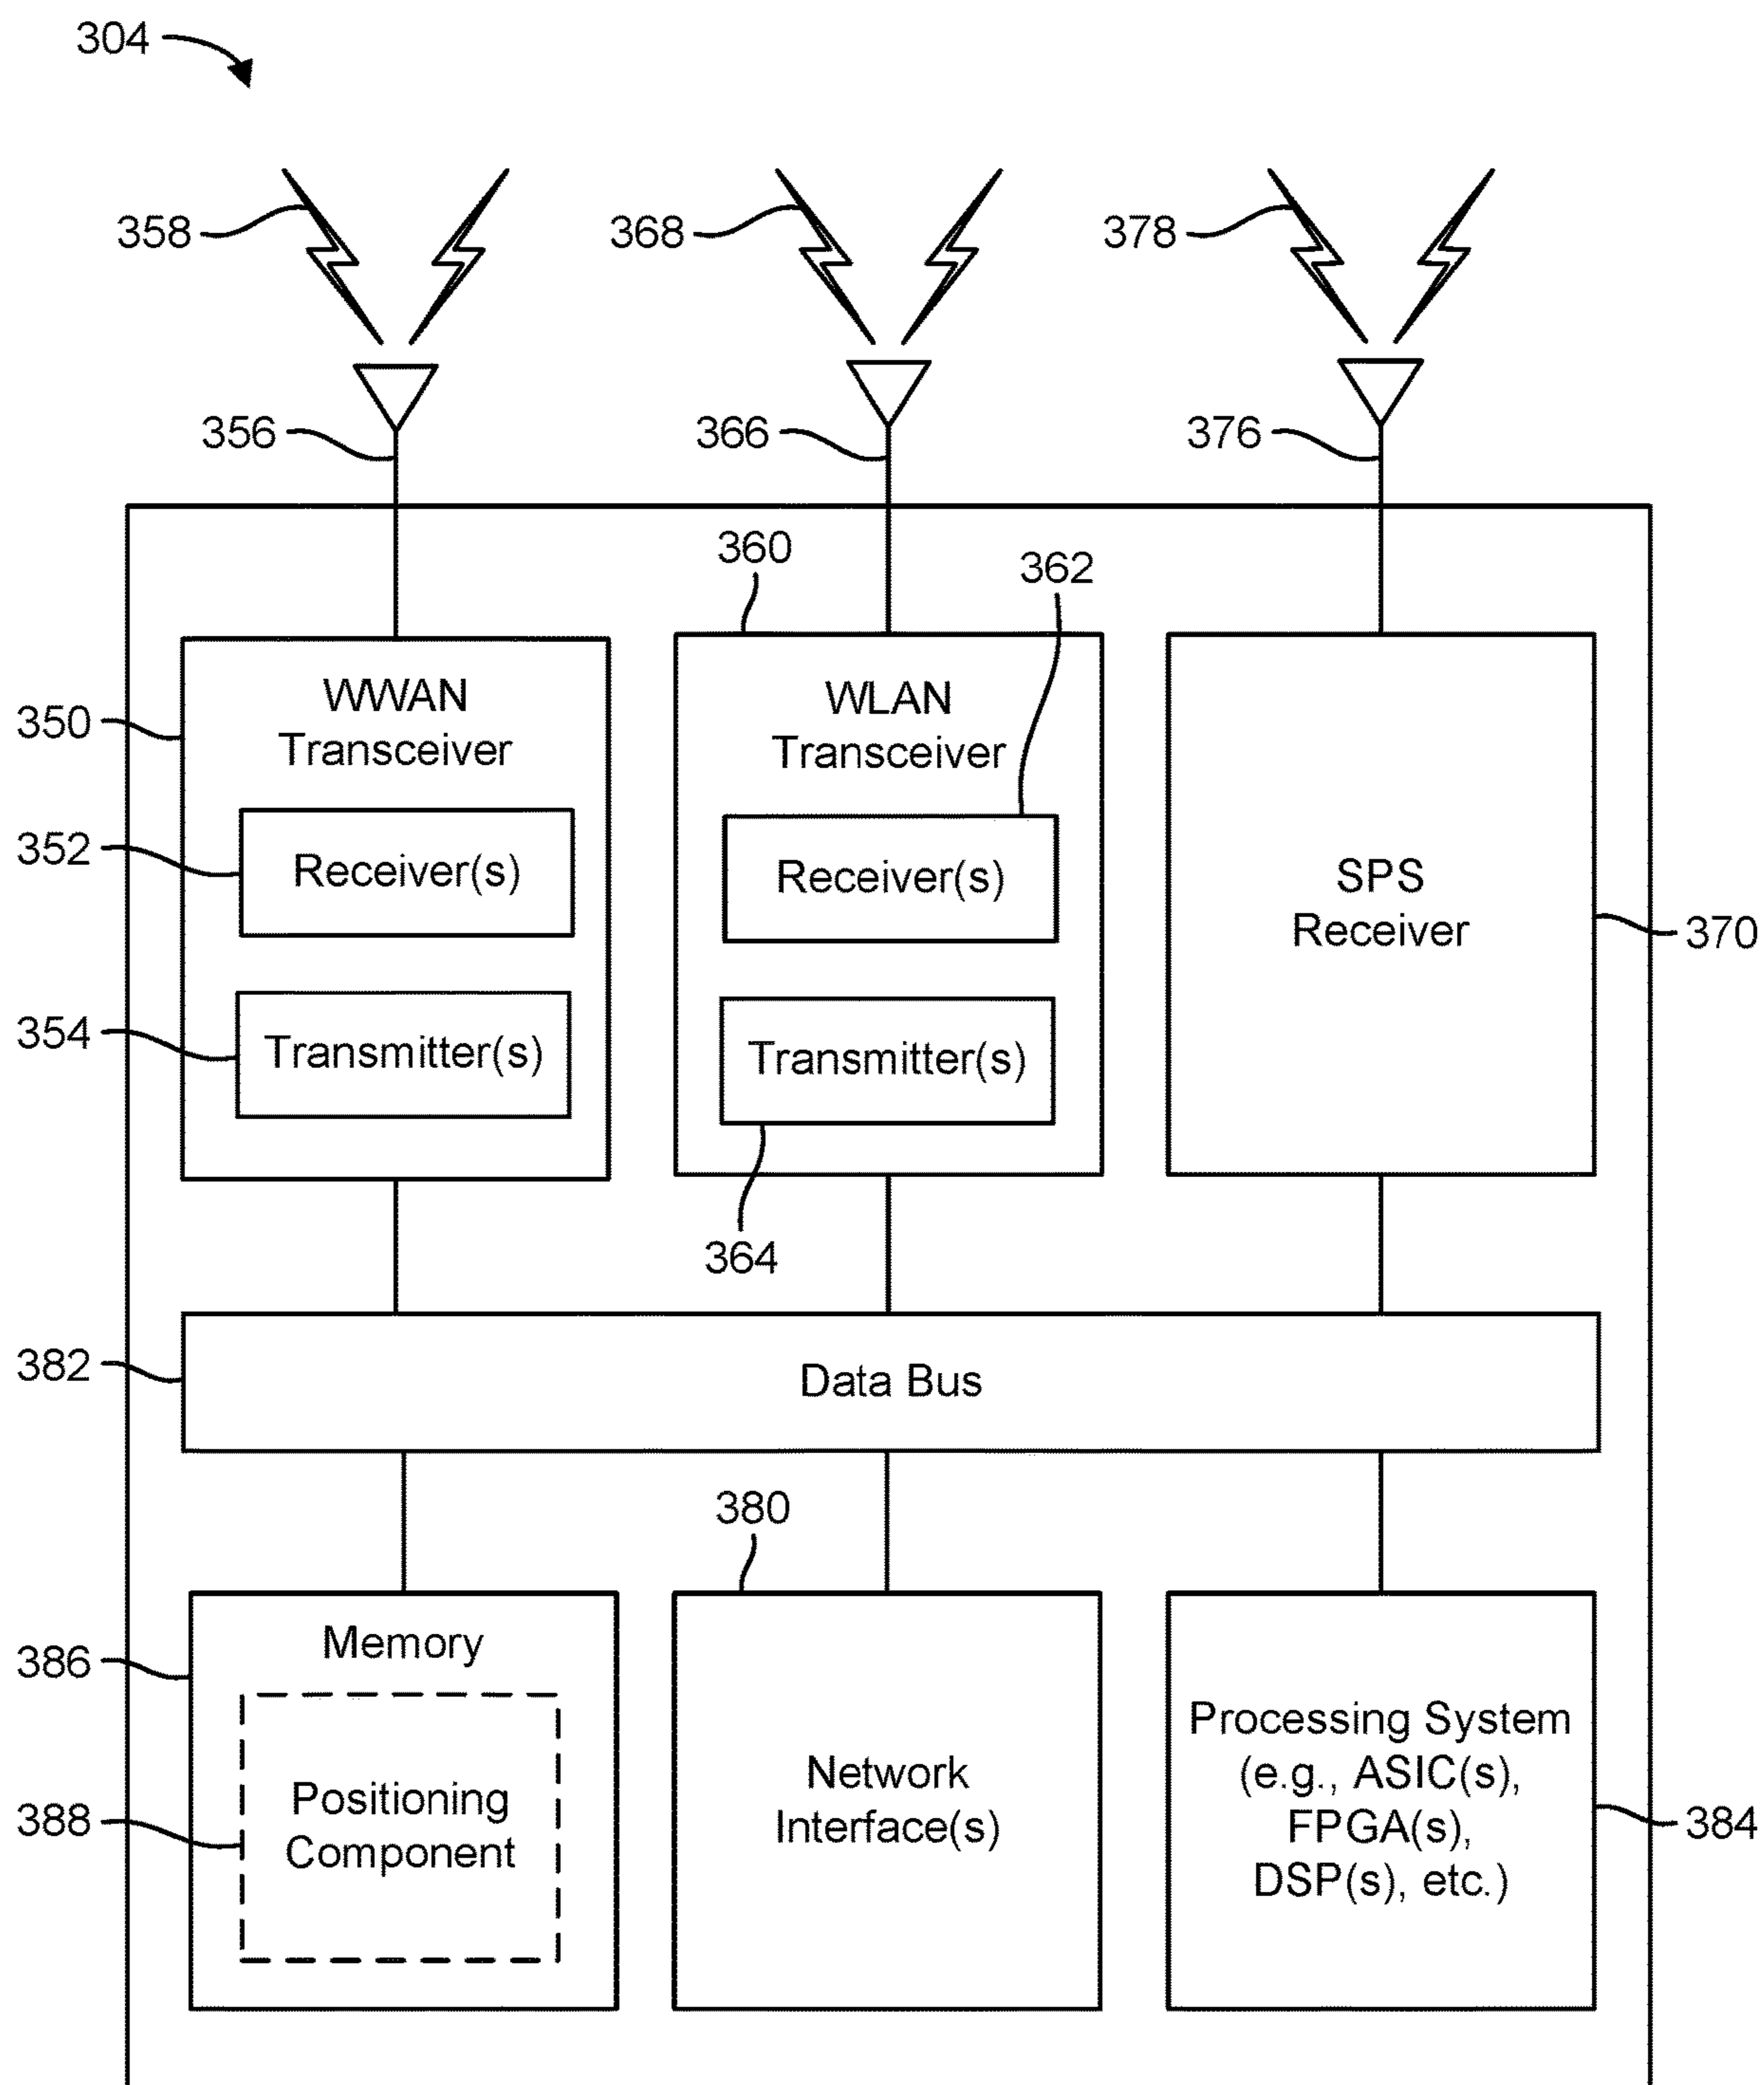 304
358
368
378
356
366
376
360
362
350
WWAN
Transceiver
WLAN
Transceiver
352
Receiver(s)
Receiver(s)
SPS
Receiver
370
354
Transmitter(s)
Transmitter(s)
364
382
Data Bus
380
386
Memory
388
Positioning
Component
Network
Interface(s)
Processing System
(e.g., ASIC(s),
FPGA(s),
DSP(s), etc.)
384